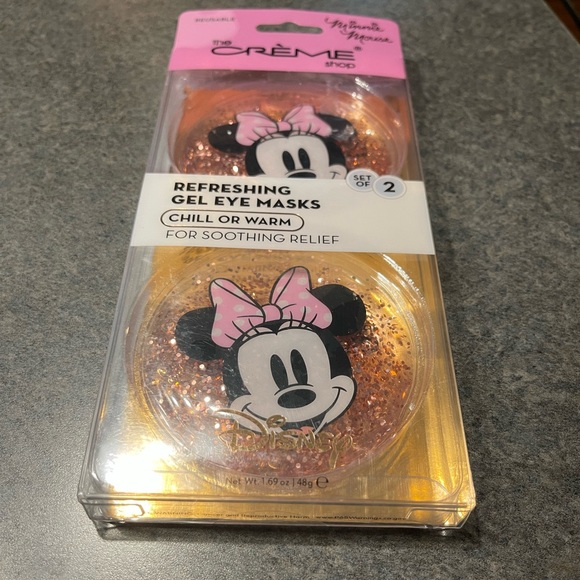 REUSABLE
Minnie
Mouse
the
CRÈME®
shop
REFRESHING
GEL EYE MASKS
SET OF 2
CHILL OR WARM
FOR SOOTHING RELIEF
Disney
Net Wt. 1.69 oz | 48g ℮